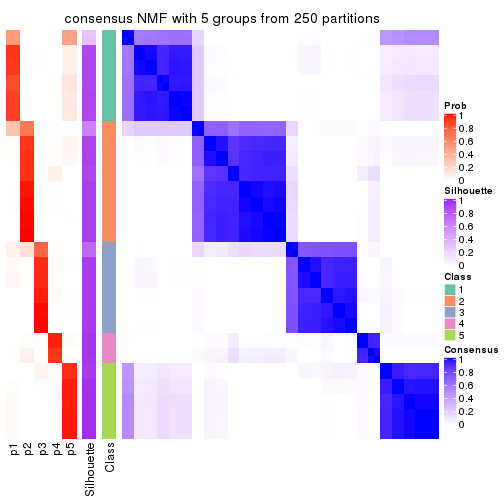 consensus NMF with 5 groups from 250 partitions
Prob
1
0.8
0.6
0.4
0.2
0
Silhouette
1
0.8
0.6
0.4
0.2
0
Class
1
2
3
4
5
Consensus
1
0.8
0.6
0.4
0.2
0
p1
p2
p3
p4
p5
Silhouette
Class